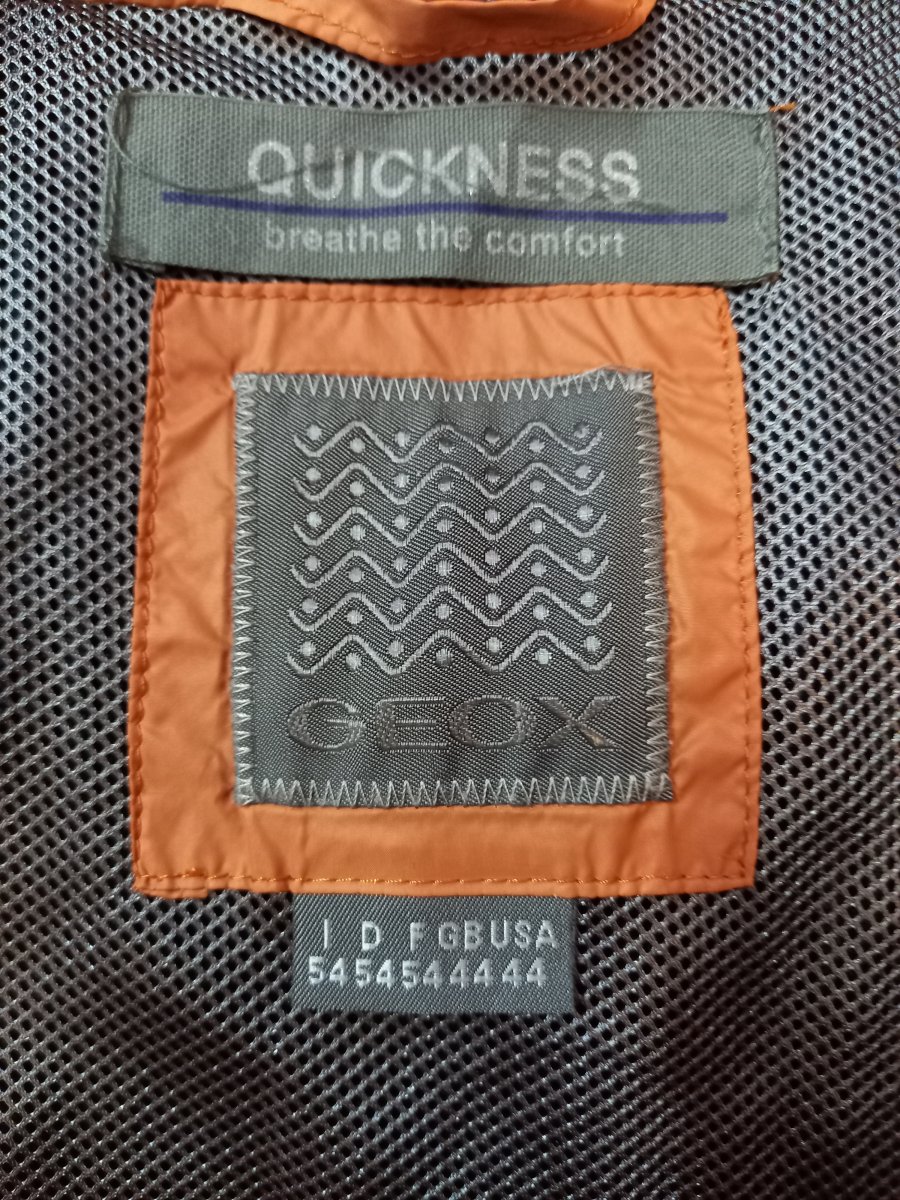 QUICKNESS
breathe the comfort
GEOX
I D F GB USA
54 54 54 44 44